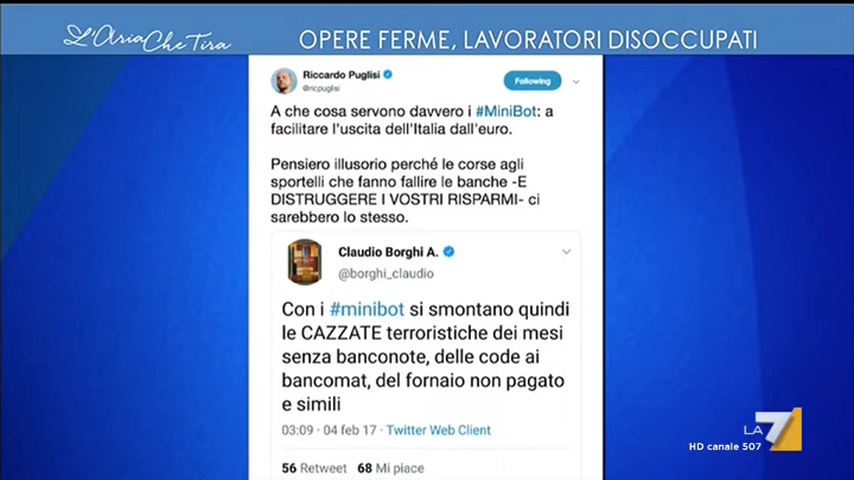 L'Aria Che Tira
OPERE FERME, LAVORATORI DISOCCUPATI
Riccardo Puglisi
@ricpuglisi
Following
A che cosa servono davvero i #MiniBot: a
facilitare l'uscita dell'Italia dall'euro.
Pensiero illusorio perché le corse agli
sportelli che fanno fallire le banche -E
DISTRUGGERE I VOSTRI RISPARMI- ci
sarebbero lo stesso.
Claudio Borghi A.
@borghi_claudio
Con i #minibot si smontano quindi
le CAZZATE terroristiche dei mesi
senza banconote, delle code ai
bancomat, del fornaio non pagato
e simili
03:09 · 04 feb 17 · Twitter Web Client
56 Retweet 68 Mi piace
LA 7
HD canale 507